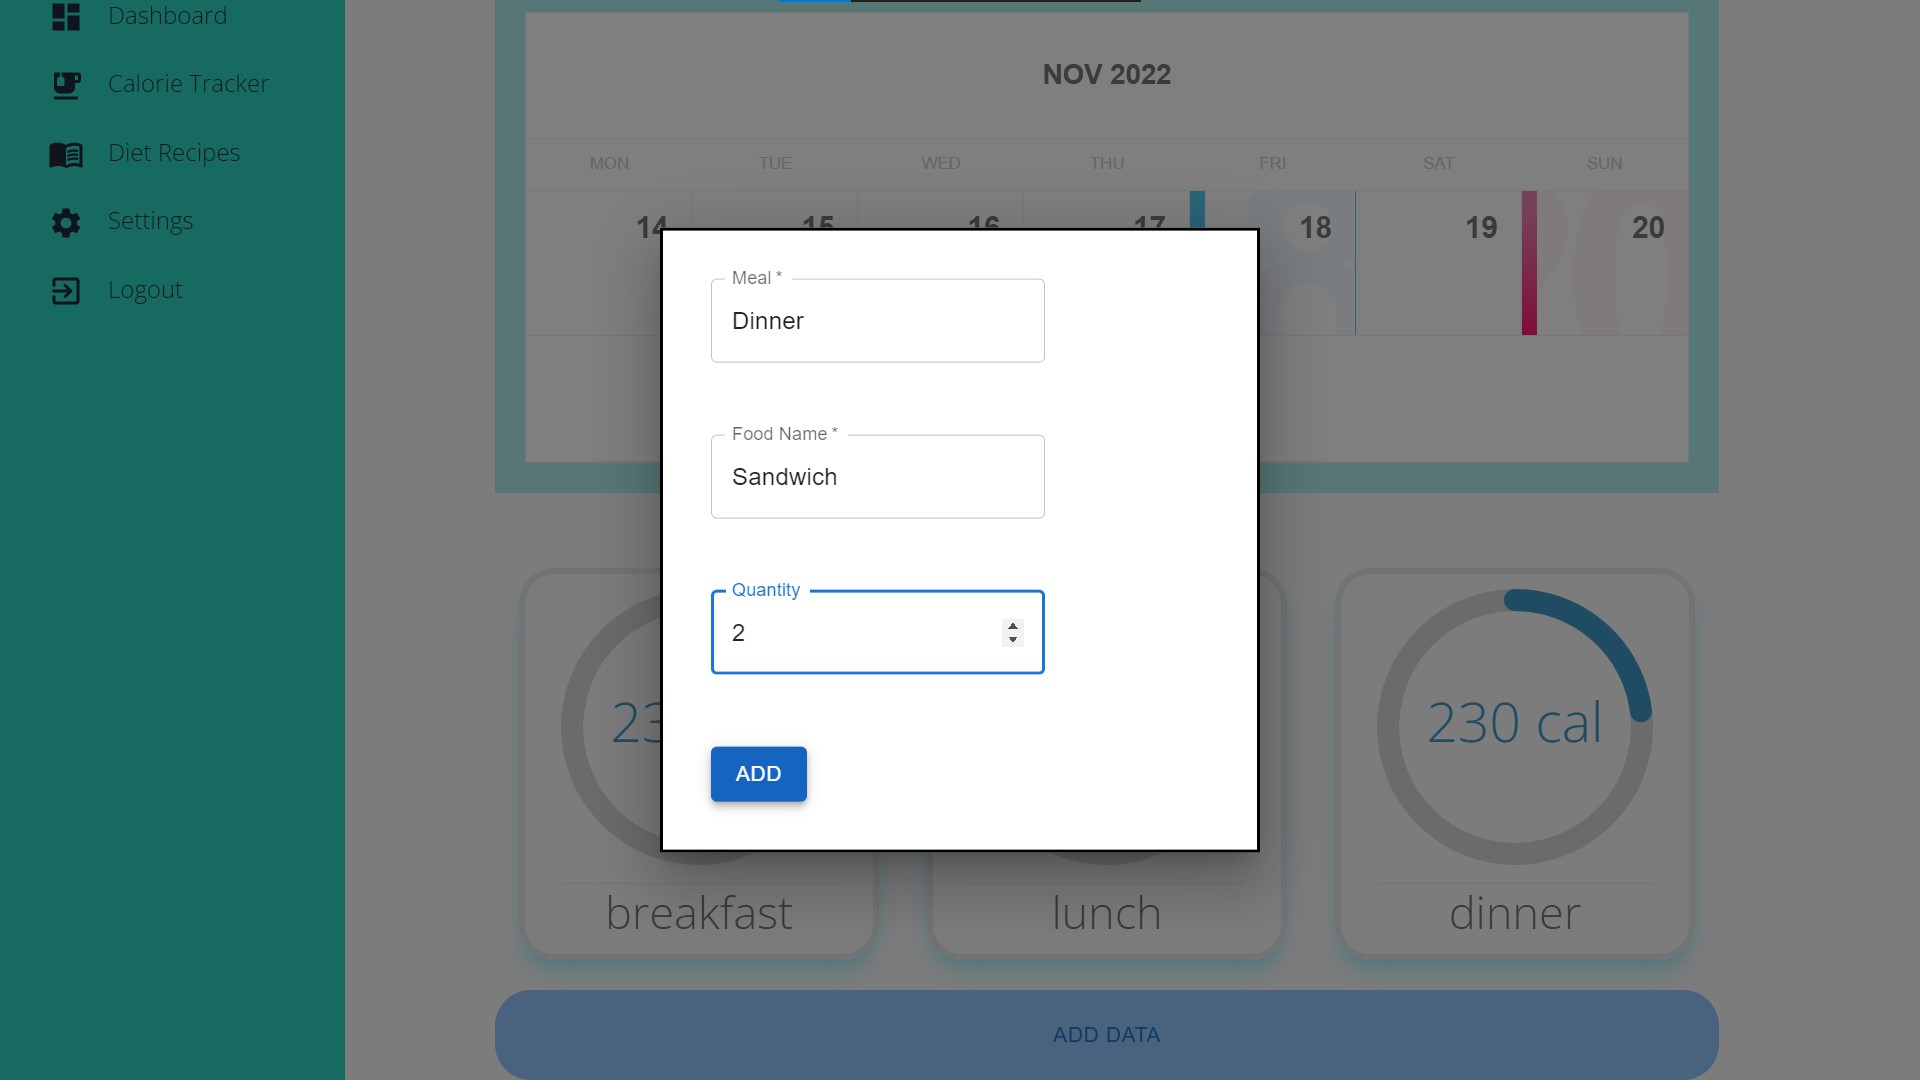 Dashboard
Calorie Tracker
Diet Recipes
Settings
Logout
NOV 2022
MON TUE WED THU FRI SAT SUN
14 15 16 17 18 19 20
Meal *
Dinner
Food Name *
Sandwich
Quantity
2
ADD
230 cal
breakfast
lunch
dinner
ADD DATA